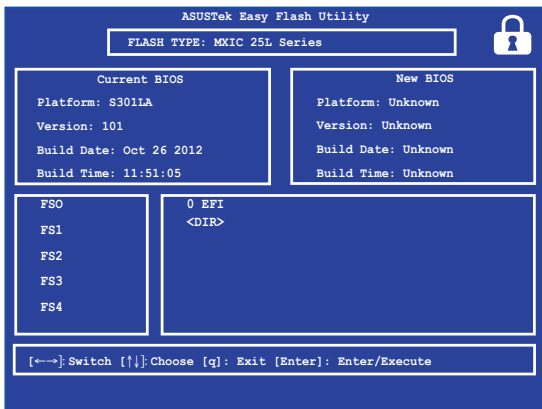 ASUSTek Easy Flash Utility
FLASH TYPE: MXIC 25L Series
Current BIOS
Platform: S301LA
Version: 101
Build Date: Oct 26 2012
Build Time: 11:51:05
New BIOS
Platform: Unknown
Version: Unknown
Build Date: Unknown
Build Time: Unknown
FSO
FS1
FS2
FS3
FS4
0 EFI
<DIR>
[←→]: Switch [↑↓]: Choose [q]: Exit [Enter]: Enter/Execute